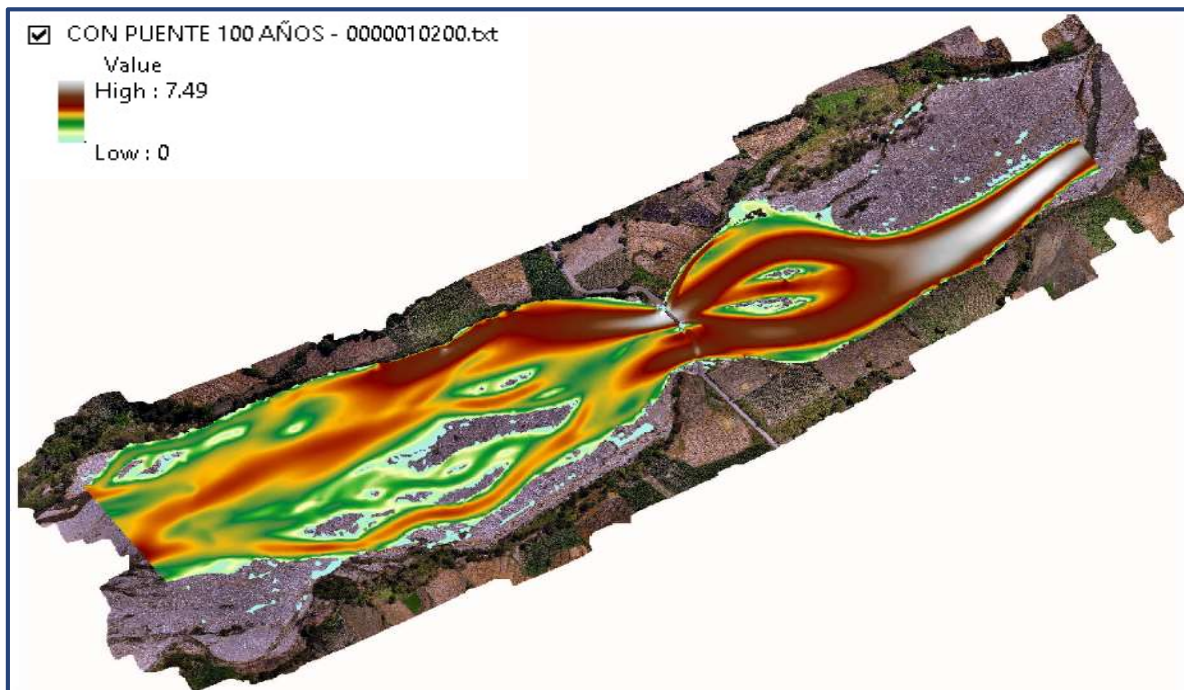 CON PUENTE 100 AÑOS - 0000010200.txt
Value
High : 7.49
Low : 0